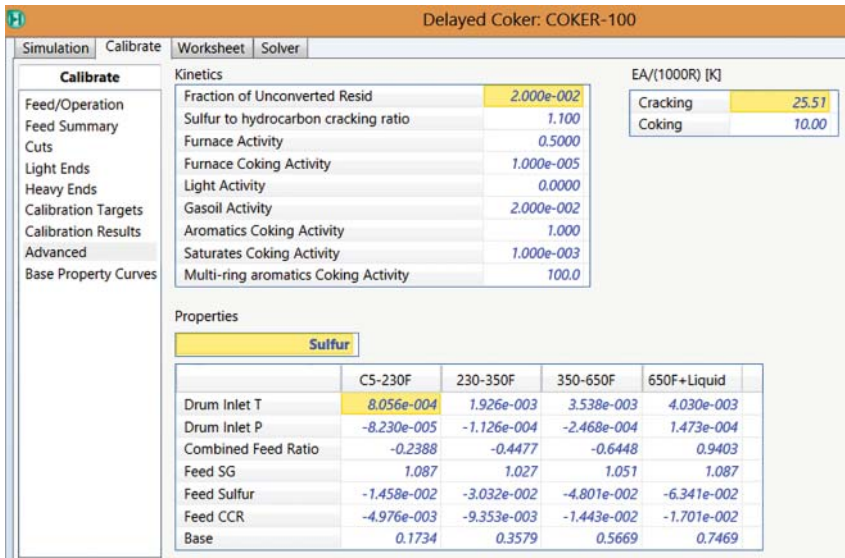 Delayed Coker: COKER-100
Simulation Calibrate Worksheet Solver
Calibrate
Feed/Operation
Feed Summary
Cuts
Light Ends
Heavy Ends
Calibration Targets
Calibration Results
Advanced
Base Property Curves
Kinetics
Fraction of Unconverted Resid 2.000e-002
Sulfur to hydrocarbon cracking ratio 1.100
Furnace Activity 0.5000
Furnace Coking Activity 1.000e-005
Light Activity 0.0000
Gasoil Activity 2.000e-002
Aromatics Coking Activity 1.000
Saturates Coking Activity 1.000e-003
Multi-ring aromatics Coking Activity 100.0
EA/(1000R) [K]
Cracking 25.51
Coking 10.00
Properties
Sulfur
C5-230F 230-350F 350-650F 650F+Liquid
Drum Inlet T 8.056e-004 1.926e-003 3.538e-003 4.030e-003
Drum Inlet P -8.230e-005 -1.126e-004 -2.468e-004 1.473e-004
Combined Feed Ratio -0.2388 -0.4477 -0.6448 0.9403
Feed SG 1.087 1.027 1.051 1.087
Feed Sulfur -1.458e-002 -3.032e-002 -4.801e-002 -6.341e-002
Feed CCR -4.976e-003 -9.353e-003 -1.443e-002 -1.701e-002
Base 0.1734 0.3579 0.5669 0.7469